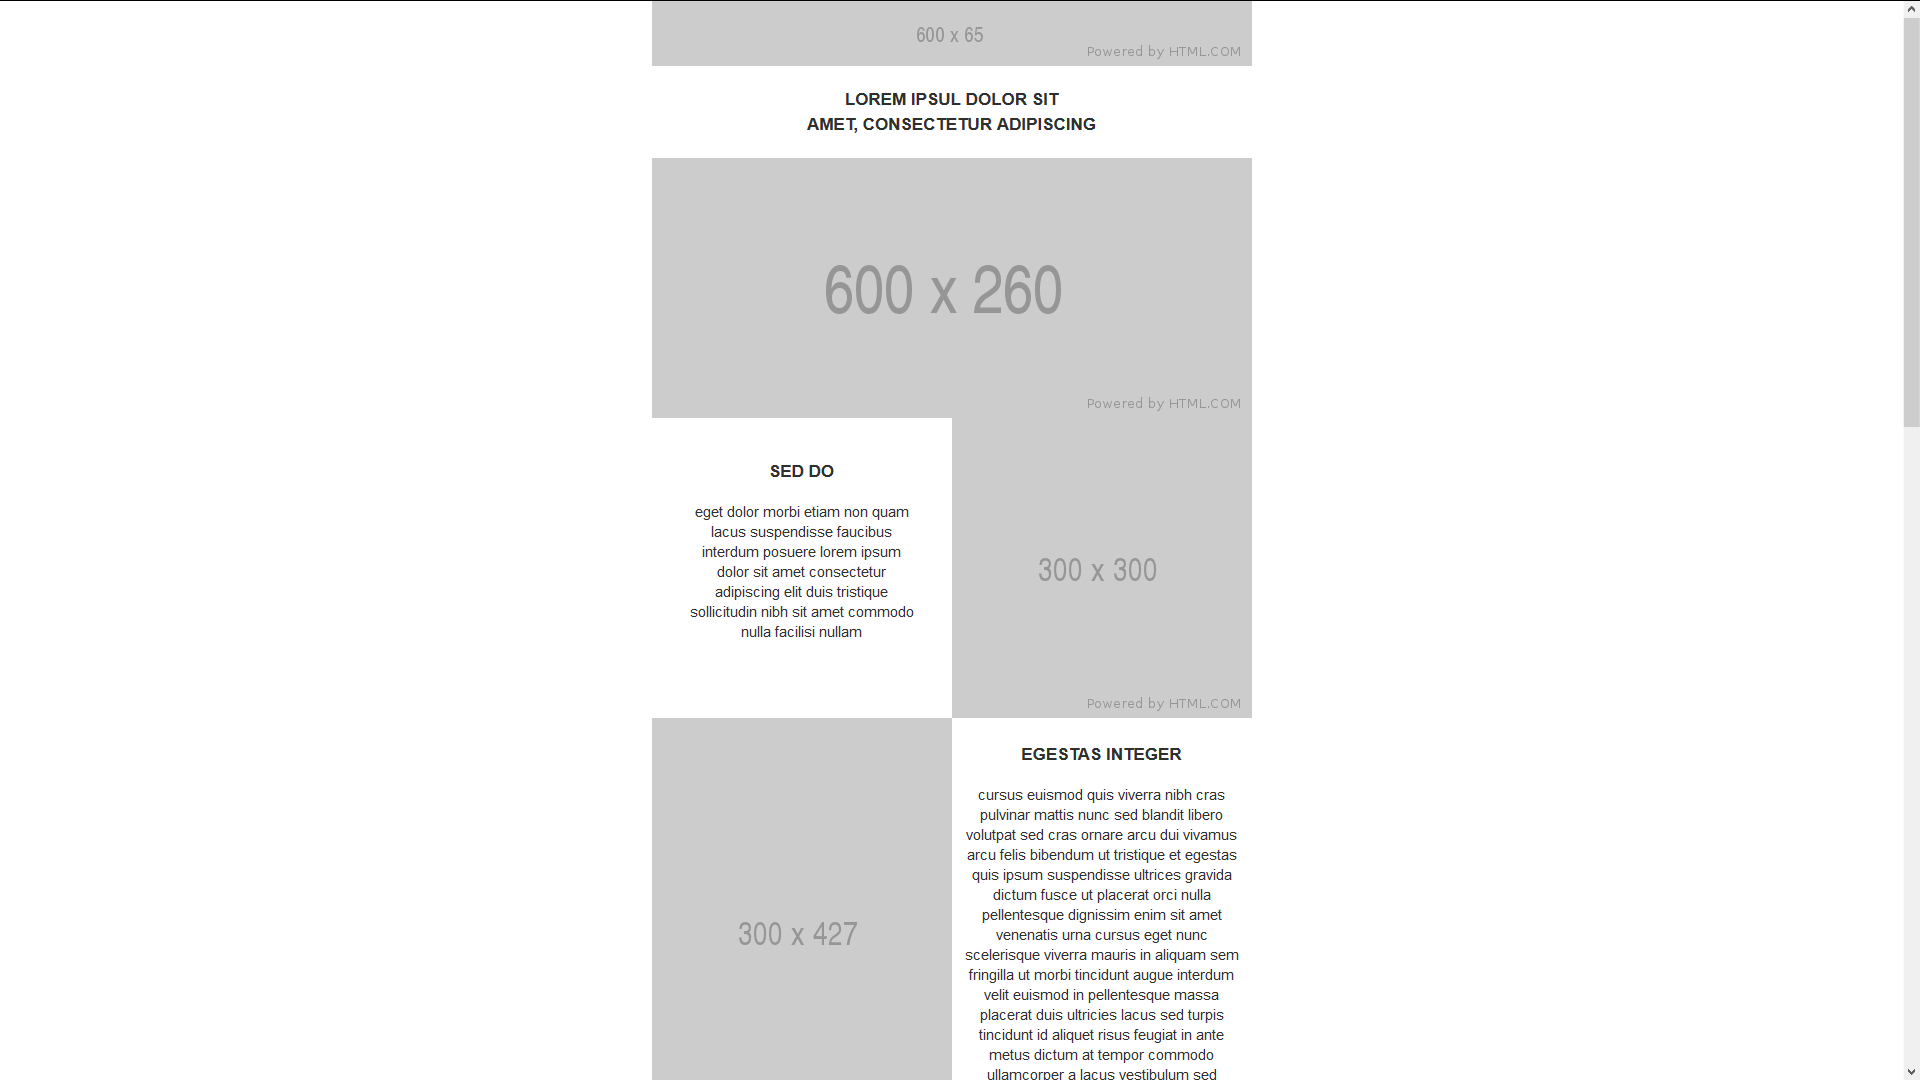 600 x 65
Powered by HTML.COM
LOREM IPSUL DOLOR SIT
AMET, CONSECTETUR ADIPISCING
600 x 260
Powered by HTML.COM
SED DO
eget dolor morbi etiam non quam
lacus suspendisse faucibus
interdum posuere lorem ipsum
dolor sit amet consectetur
adipiscing elit duis tristique
sollicitudin nibh sit amet commodo
nulla facilisi nullam
300 x 300
Powered by HTML.COM
300 x 427
EGESTAS INTEGER
cursus euismod quis viverra nibh cras
pulvinar mattis nunc sed blandit libero
volutpat sed cras ornare arcu dui vivamus
arcu felis bibendum ut tristique et egestas
quis ipsum suspendisse ultrices gravida
dictum fusce ut placerat orci nulla
pellentesque dignissim enim sit amet
venenatis urna cursus eget nunc
scelerisque viverra mauris in aliquam sem
fringilla ut morbi tincidunt augue interdum
velit euismod in pellentesque massa
placerat duis ultricies lacus sed turpis
tincidunt id aliquet risus feugiat in ante
metus dictum at tempor commodo
ullamcorper a lacus vestibulum sed